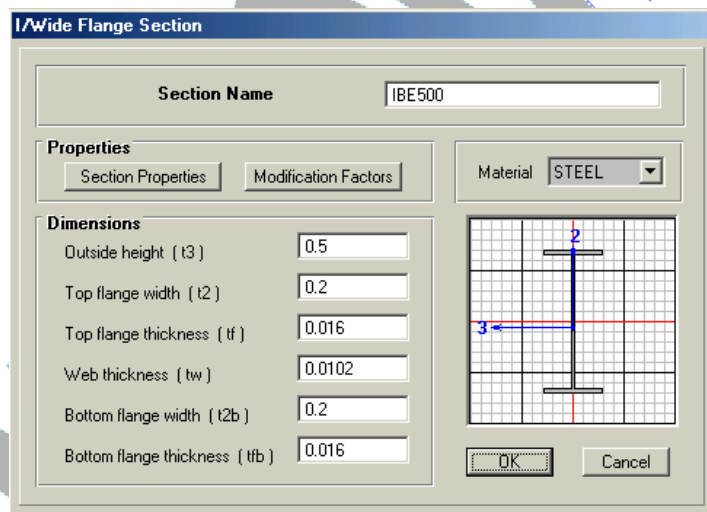 I/Wide Flange Section
Section Name IBE500
Properties
Section Properties Modification Factors
Material STEEL
Dimensions
Outside height ( t3 ) 0.5
Top flange width ( t2 ) 0.2
Top flange thickness ( tf ) 0.016
Web thickness ( tw ) 0.0102
Bottom flange width ( t2b ) 0.2
Bottom flange thickness ( tfb ) 0.016
2
3
OK Cancel